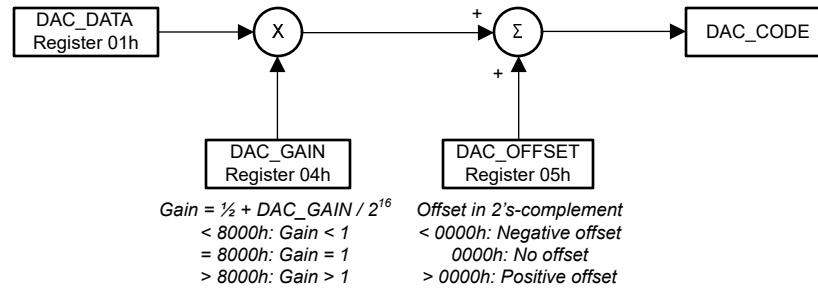 DAC_DATA
Register 01h
X
+
Σ
+
DAC_CODE
DAC_GAIN
Register 04h
DAC_OFFSET
Register 05h
Gain = ½ + DAC_GAIN / 2¹⁶
< 8000h: Gain < 1
= 8000h: Gain = 1
> 8000h: Gain > 1
Offset in 2's-complement
< 0000h: Negative offset
0000h: No offset
> 0000h: Positive offset